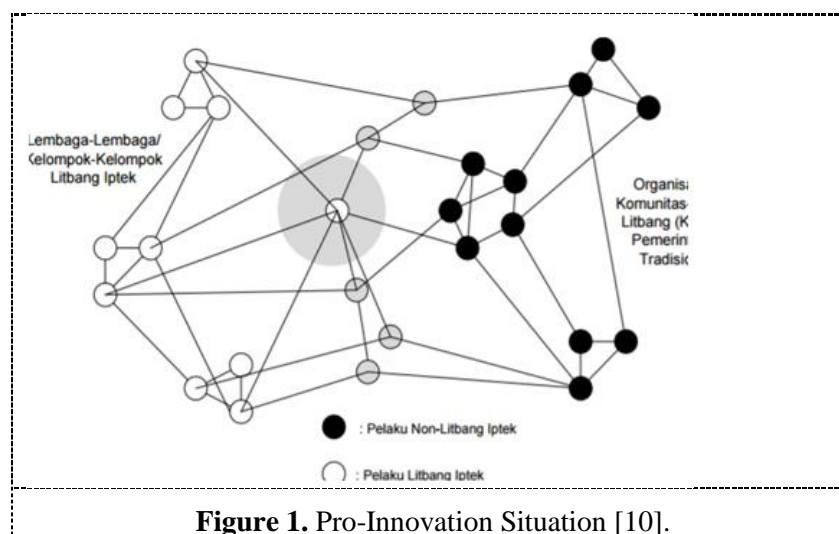 Lembaga-Lembaga/
Kelompok-Kelompok
Litbang Iptek
Organisa
Komunitas-
Litbang (K
Pemerin
Tradisi
: Pelaku Non-Litbang Iptek
: Pelaku Litbang Iptek
Figure 1. Pro-Innovation Situation [10].